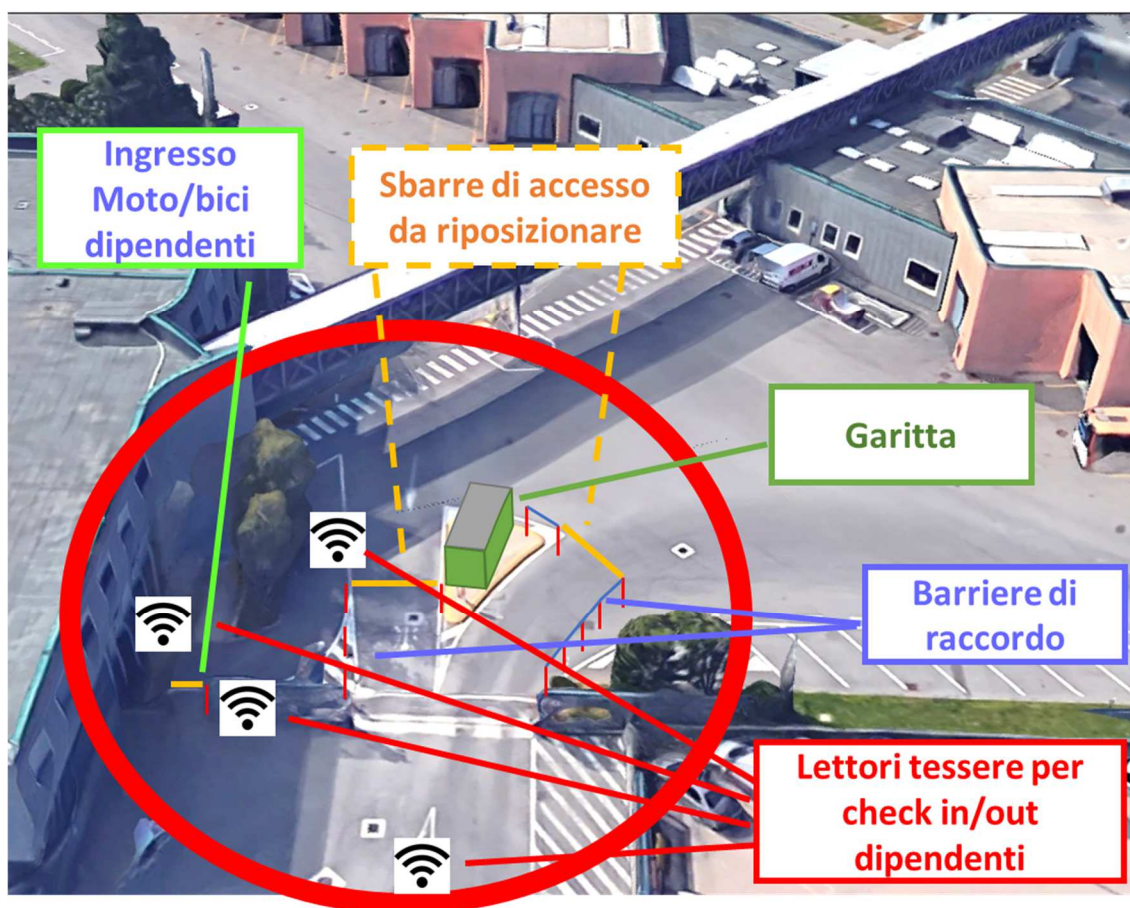 Ingresso
Moto/bici
dipendenti
Sbarre di accesso
da riposizionare
Garitta
Barriere di
raccordo
Lettori tessere per
check in/out
dipendenti